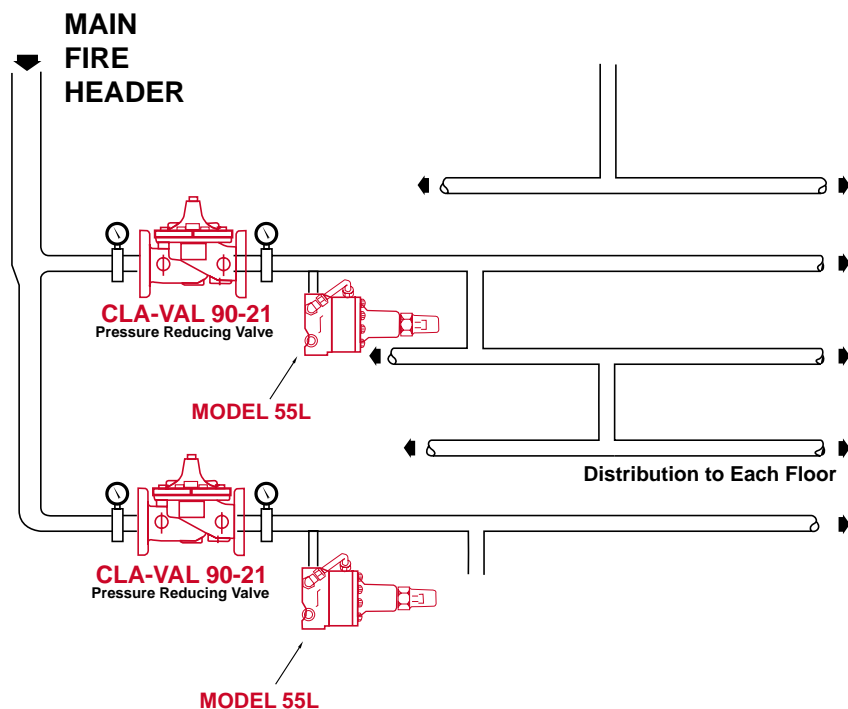 MAIN
FIRE
HEADER
CLA-VAL 90-21
Pressure Reducing Valve
MODEL 55L
Distribution to Each Floor
CLA-VAL 90-21
Pressure Reducing Valve
MODEL 55L